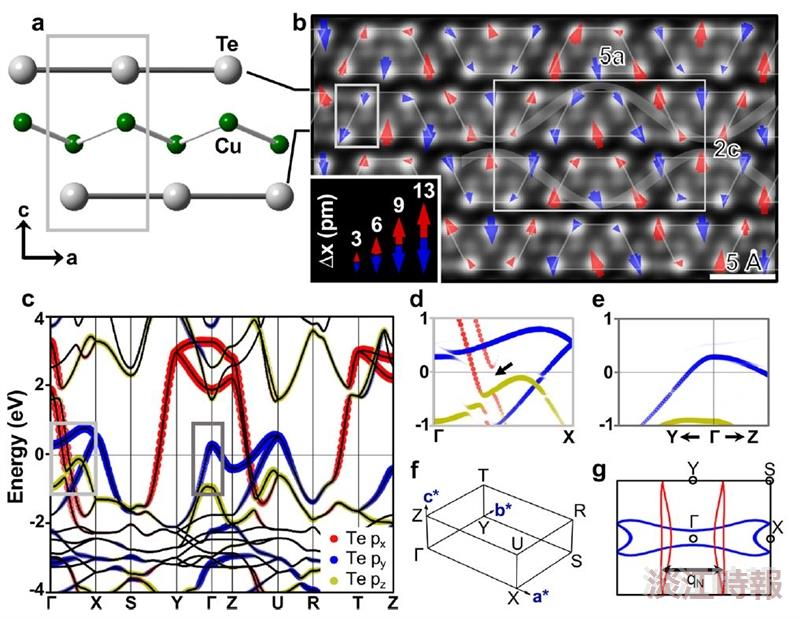 a
Te
Cu
c
a
b
5a
2c
13
9
6
3
Δx (pm)
5 Å
c
4
2
0
-2
-4
Energy (eV)
Te px
Te py
Te pz
Γ X S Y Γ Z U R T Z
d
1
0
-1
Γ X
e
1
0
-1
Y ← Γ → Z
f
T
c*
Z
b*
R
Y
Γ
U
S
X
a*
g
Y
S
Γ
X
qN
淡江時報